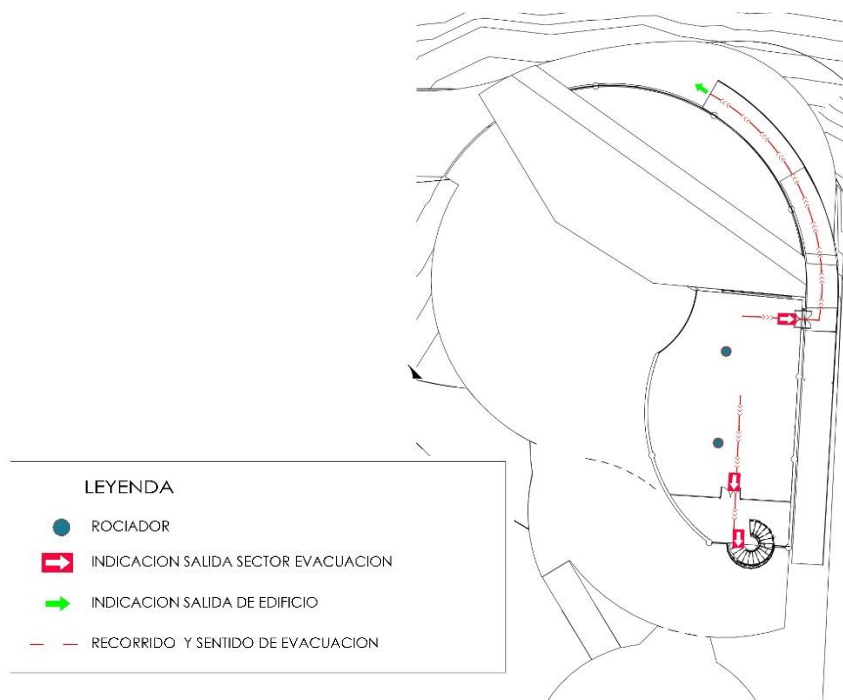 LEYENDA
ROCIADOR
INDICACION SALIDA SECTOR EVACUACION
INDICACION SALIDA DE EDIFICIO
RECORRIDO Y SENTIDO DE EVACUACION